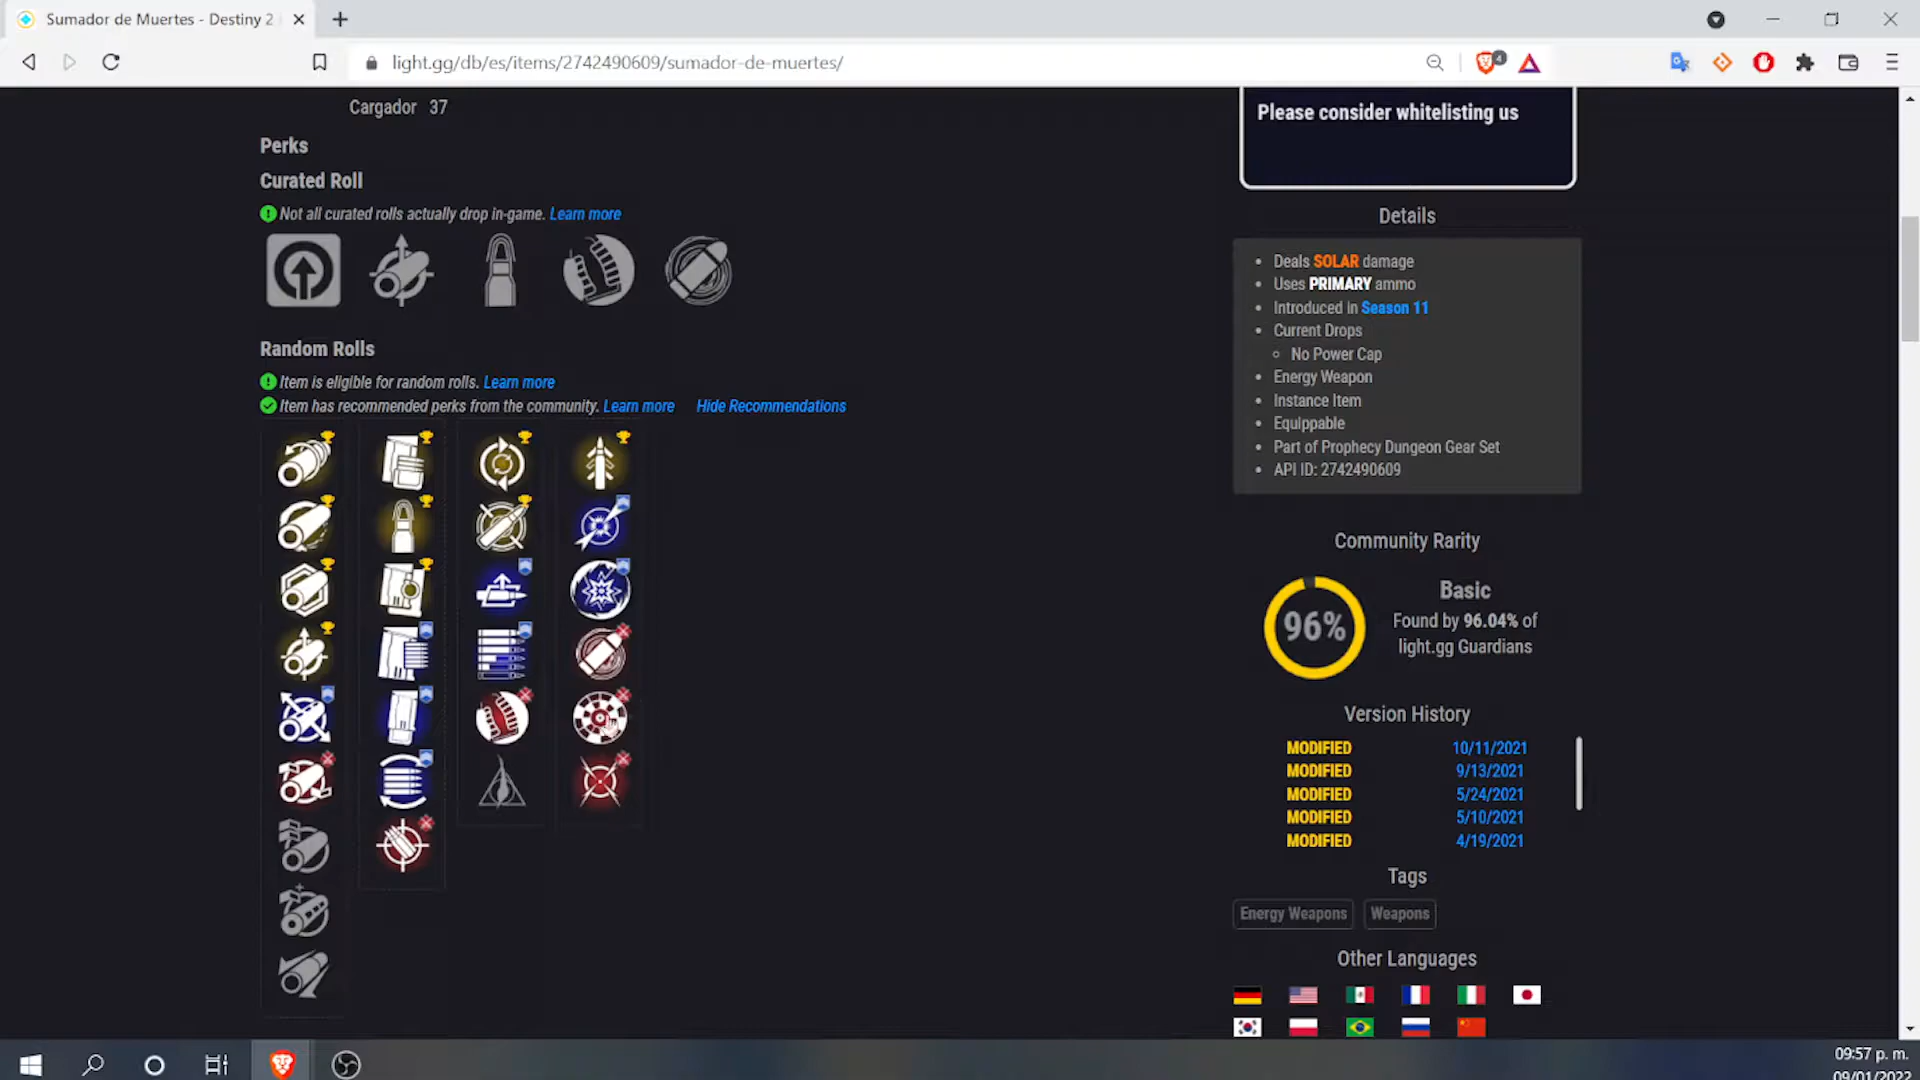 Sumador de Muertes - Destiny 2
light.gg/db/es/items/2742490609/sumador-de-muertes/
4
Cargador 37
Perks
Curated Roll
Not all curated rolls actually drop in-game. Learn more
Random Rolls
Item is eligible for random rolls. Learn more
Item has recommended perks from the community. Learn more Hide Recommendations
Please consider whitelisting us
Details
Deals SOLAR damage
Uses PRIMARY ammo
Introduced in Season 11
Current Drops
No Power Cap
Energy Weapon
Instance Item
Equippable
Part of Prophecy Dungeon Gear Set
API ID: 2742490609
Community Rarity
96%
Basic
Found by 96.04% of
light.gg Guardians
Version History
MODIFIED 10/11/2021
MODIFIED 9/13/2021
MODIFIED 5/24/2021
MODIFIED 5/10/2021
MODIFIED 4/19/2021
Tags
Energy Weapons Weapons
Other Languages
09:57 p. m.
09/01/2022